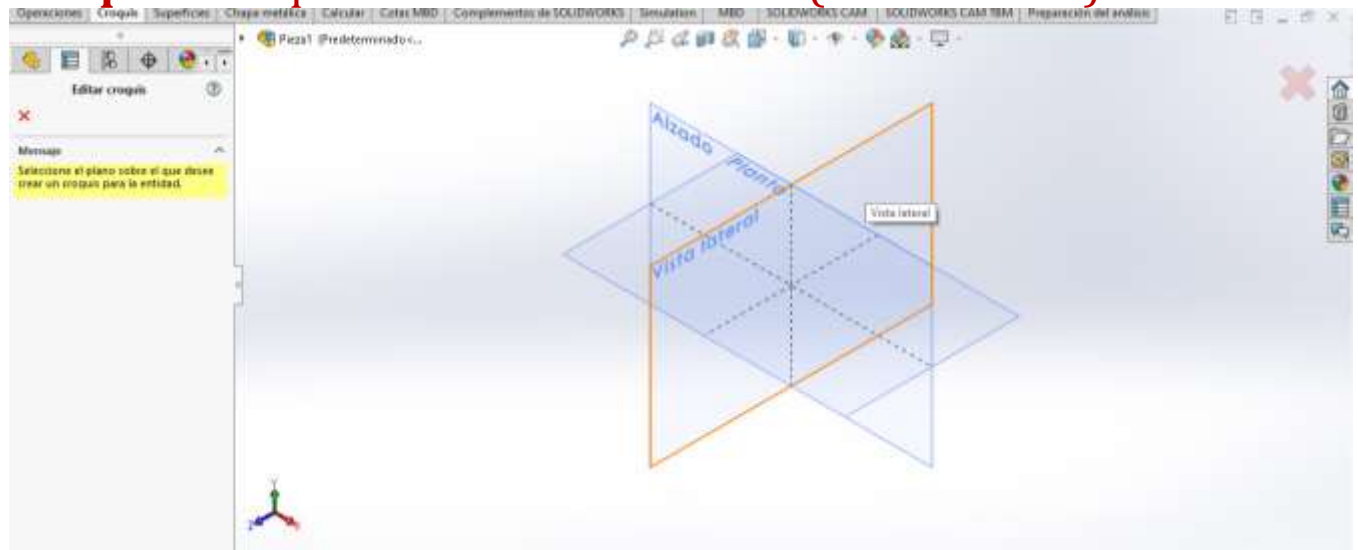 Operaciones Croquis Superficies Chapa metálica Calcular Cotas MBD Complementos de SOLIDWORKS Simulation MBD SOLIDWORKS CAM SOLIDWORKS CAM TBM Preparación del análisis
Pieza1 (Predeterminado<...
Editar croquis
Mensaje
Seleccione el plano sobre el que desee
crear un croquis para la entidad.
Alzado
Planta
Vista lateral
Vista lateral
Y
Z
X